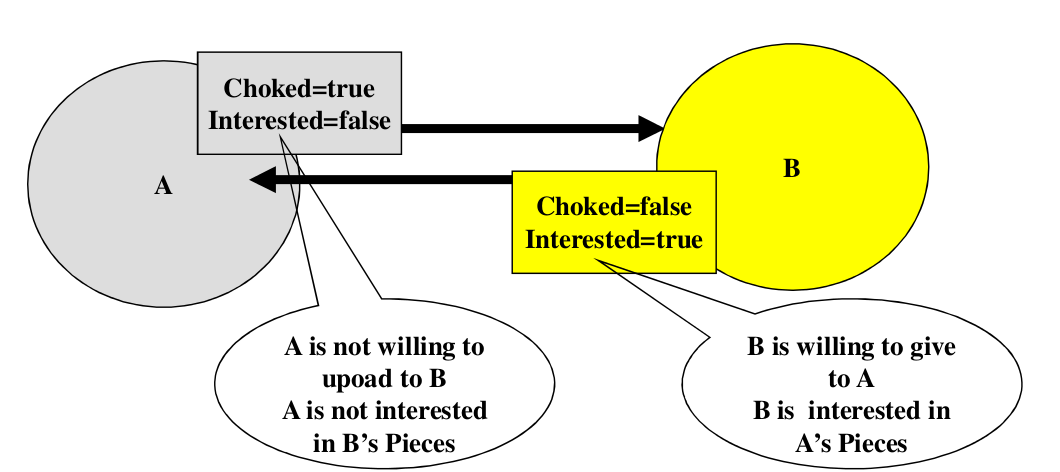 Choked=true
Interested=false
A
B
Choked=false
Interested=true
A is not willing to
upoad to B
A is not interested
in B's Pieces
B is willing to give
to A
B is interested in
A's Pieces